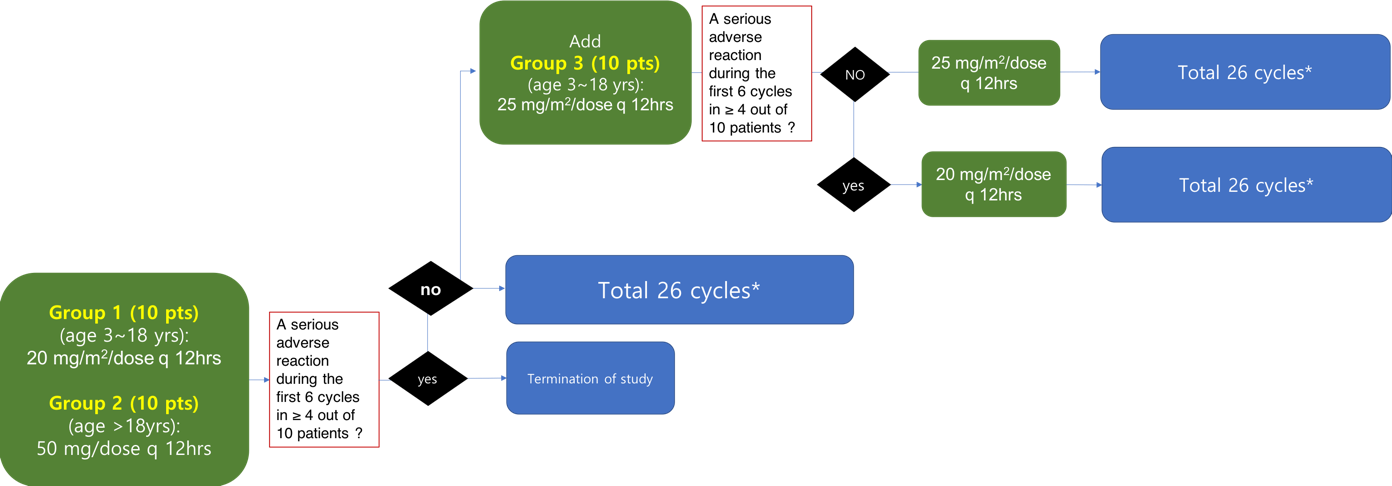 Add
Group 3 (10 pts)
(age 3~18 yrs):
25 mg/m²/dose q 12hrs
A serious
adverse
reaction
during the
first 6 cycles
in ≥ 4 out of
10 patients ?
NO
25 mg/m²/dose
q 12hrs
Total 26 cycles*
yes
20 mg/m²/dose
q 12hrs
Total 26 cycles*
Group 1 (10 pts)
(age 3~18 yrs):
20 mg/m²/dose q 12hrs
Group 2 (10 pts)
(age >18yrs):
50 mg/dose q 12hrs
A serious
adverse
reaction
during the
first 6 cycles
in ≥ 4 out of
10 patients ?
no
Total 26 cycles*
yes
Termination of study